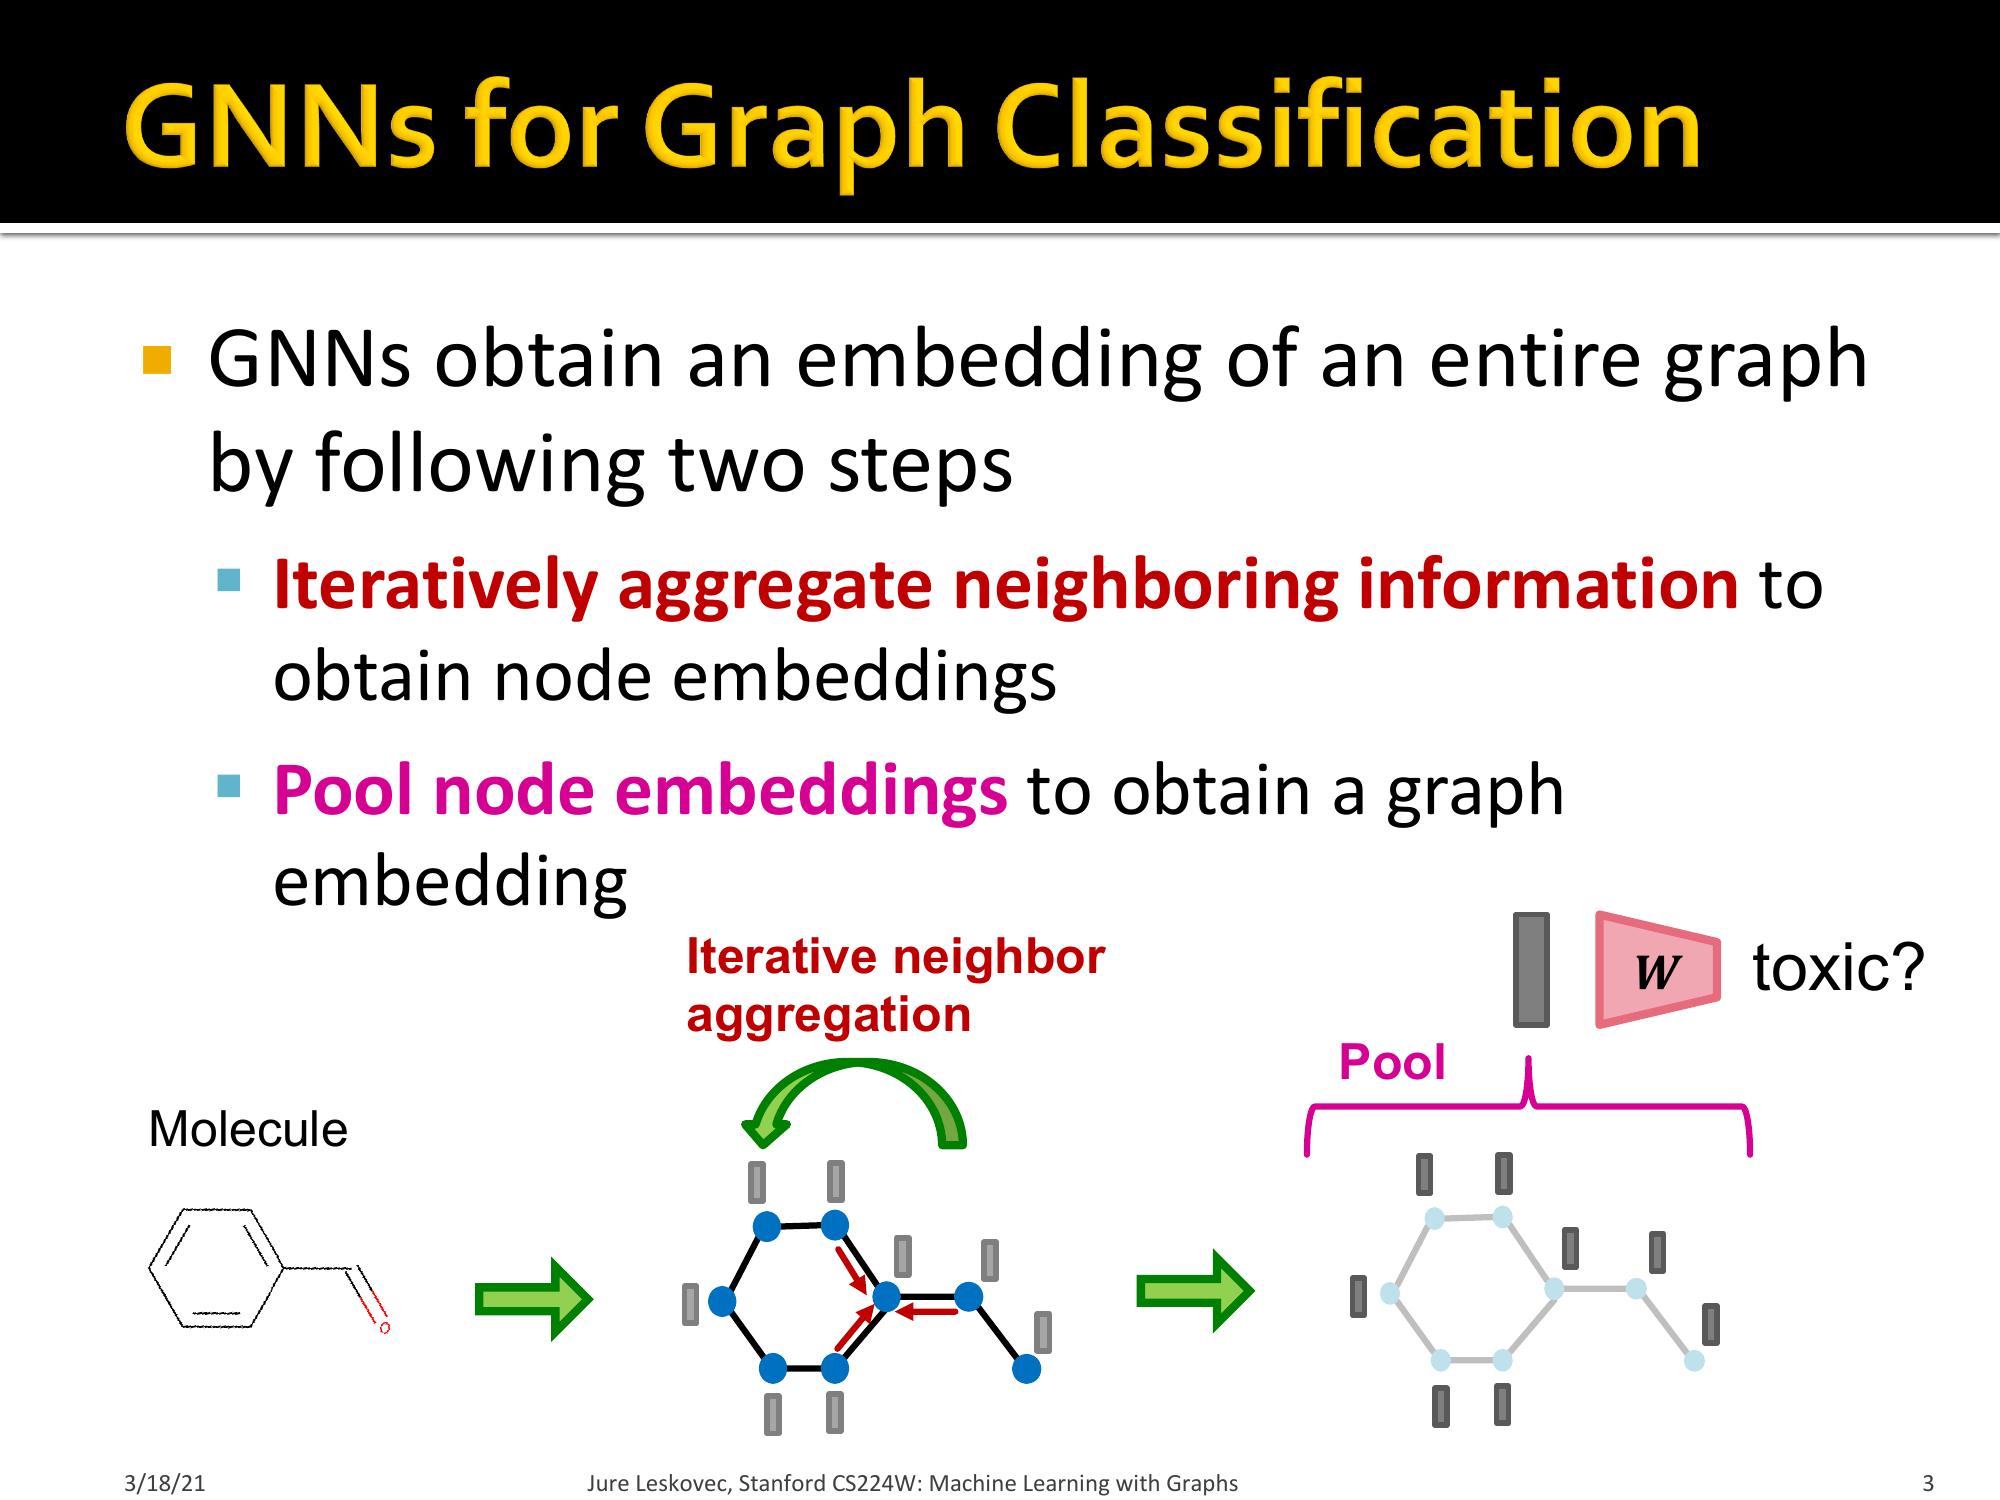 GNNs for Graph Classification
GNNs obtain an embedding of an entire graph
by following two steps
Iteratively aggregate neighboring information to
obtain node embeddings
Pool node embeddings to obtain a graph
embedding
Iterative neighbor
aggregation
W
toxic?
Pool
Molecule
O
3/18/21
Jure Leskovec, Stanford CS224W: Machine Learning with Graphs
3